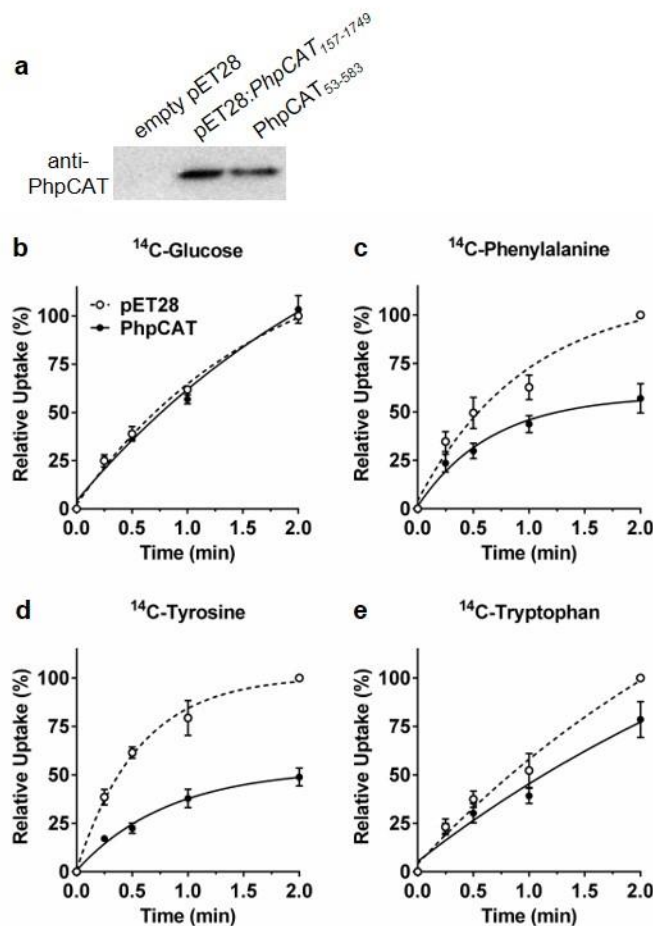 a
empty pET28
pET28:PhpCAT157-1749
PhpCAT53-583
anti-
PhpCAT
b
14C-Glucose
pET28
PhpCAT
100
75
50
25
0
Relative Uptake (%)
0.0 0.5 1.0 1.5 2.0
Time (min)
c
14C-Phenylalanine
100
75
50
25
0
Relative Uptake (%)
0.0 0.5 1.0 1.5 2.0
Time (min)
d
14C-Tyrosine
100
75
50
25
0
Relative Uptake (%)
0.0 0.5 1.0 1.5 2.0
Time (min)
e
14C-Tryptophan
100
75
50
25
0
Relative Uptake (%)
0.0 0.5 1.0 1.5 2.0
Time (min)